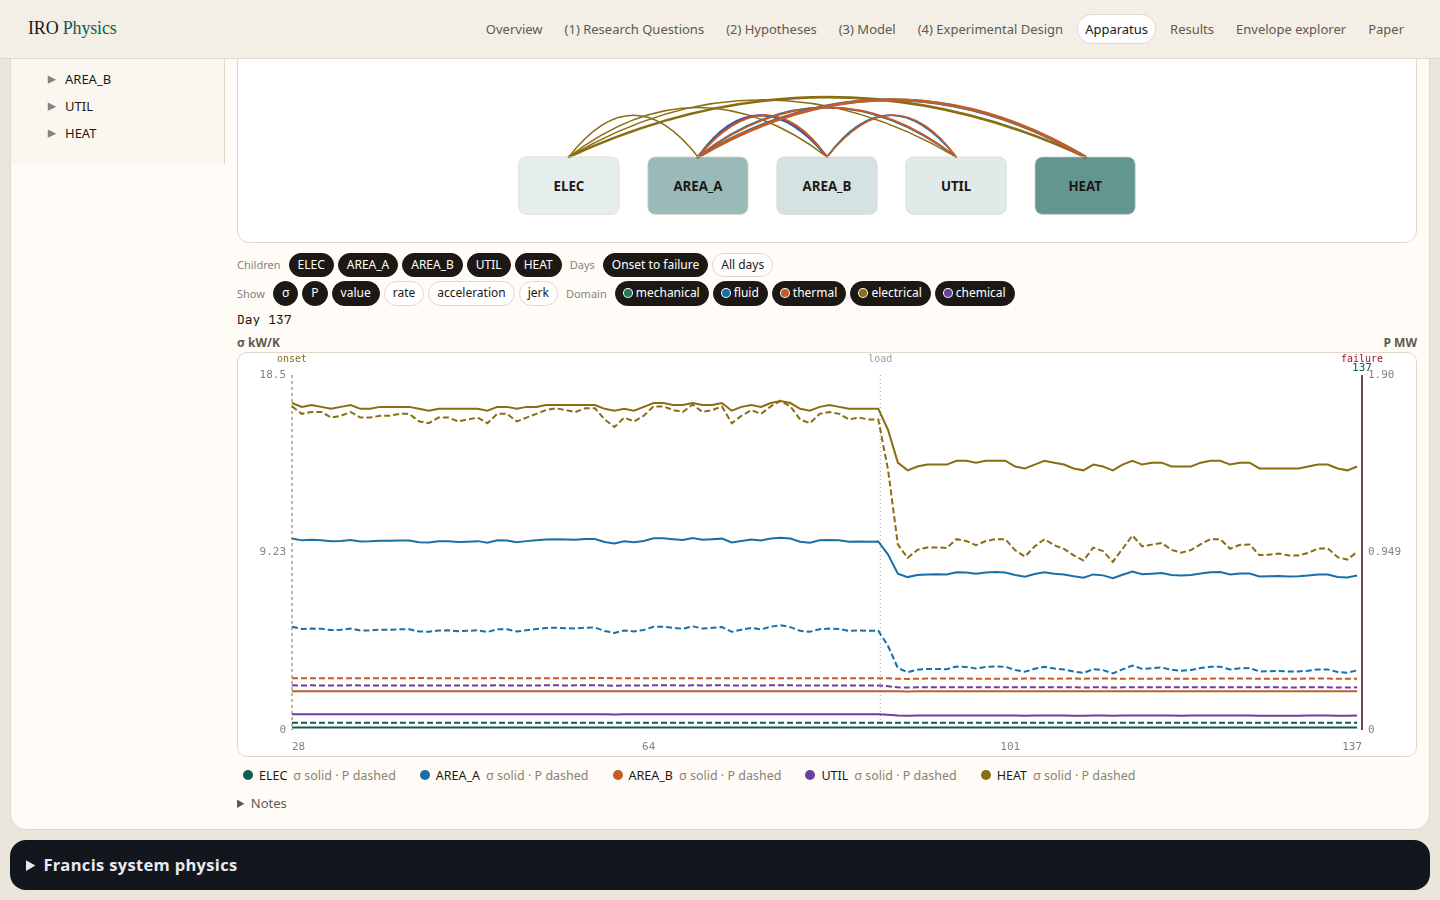 IRO Physics
Overview (1) Research Questions (2) Hypotheses (3) Model (4) Experimental Design Apparatus Results Envelope explorer Paper
▶ AREA_B
▶ UTIL
▶ HEAT
ELEC AREA_A AREA_B UTIL HEAT
Children ELEC AREA_A AREA_B UTIL HEAT Days Onset to failure All days
Show σ P value rate acceleration jerk Domain mechanical fluid thermal electrical chemical
Day 137
σ kW/K P MW
onset load failure
137
18.5 1.90
9.23 0.949
0 0
28 64 101 137
ELEC σ solid · P dashed AREA_A σ solid · P dashed AREA_B σ solid · P dashed UTIL σ solid · P dashed HEAT σ solid · P dashed
▶ Notes
▶ Francis system physics